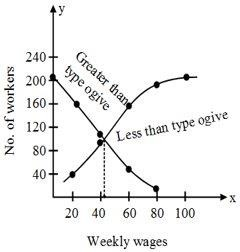 y
No. of workers
240
200
160
120
80
40
Greater than
type ogive
Less than type ogive
20 40 60 80 100
x
Weekly wages